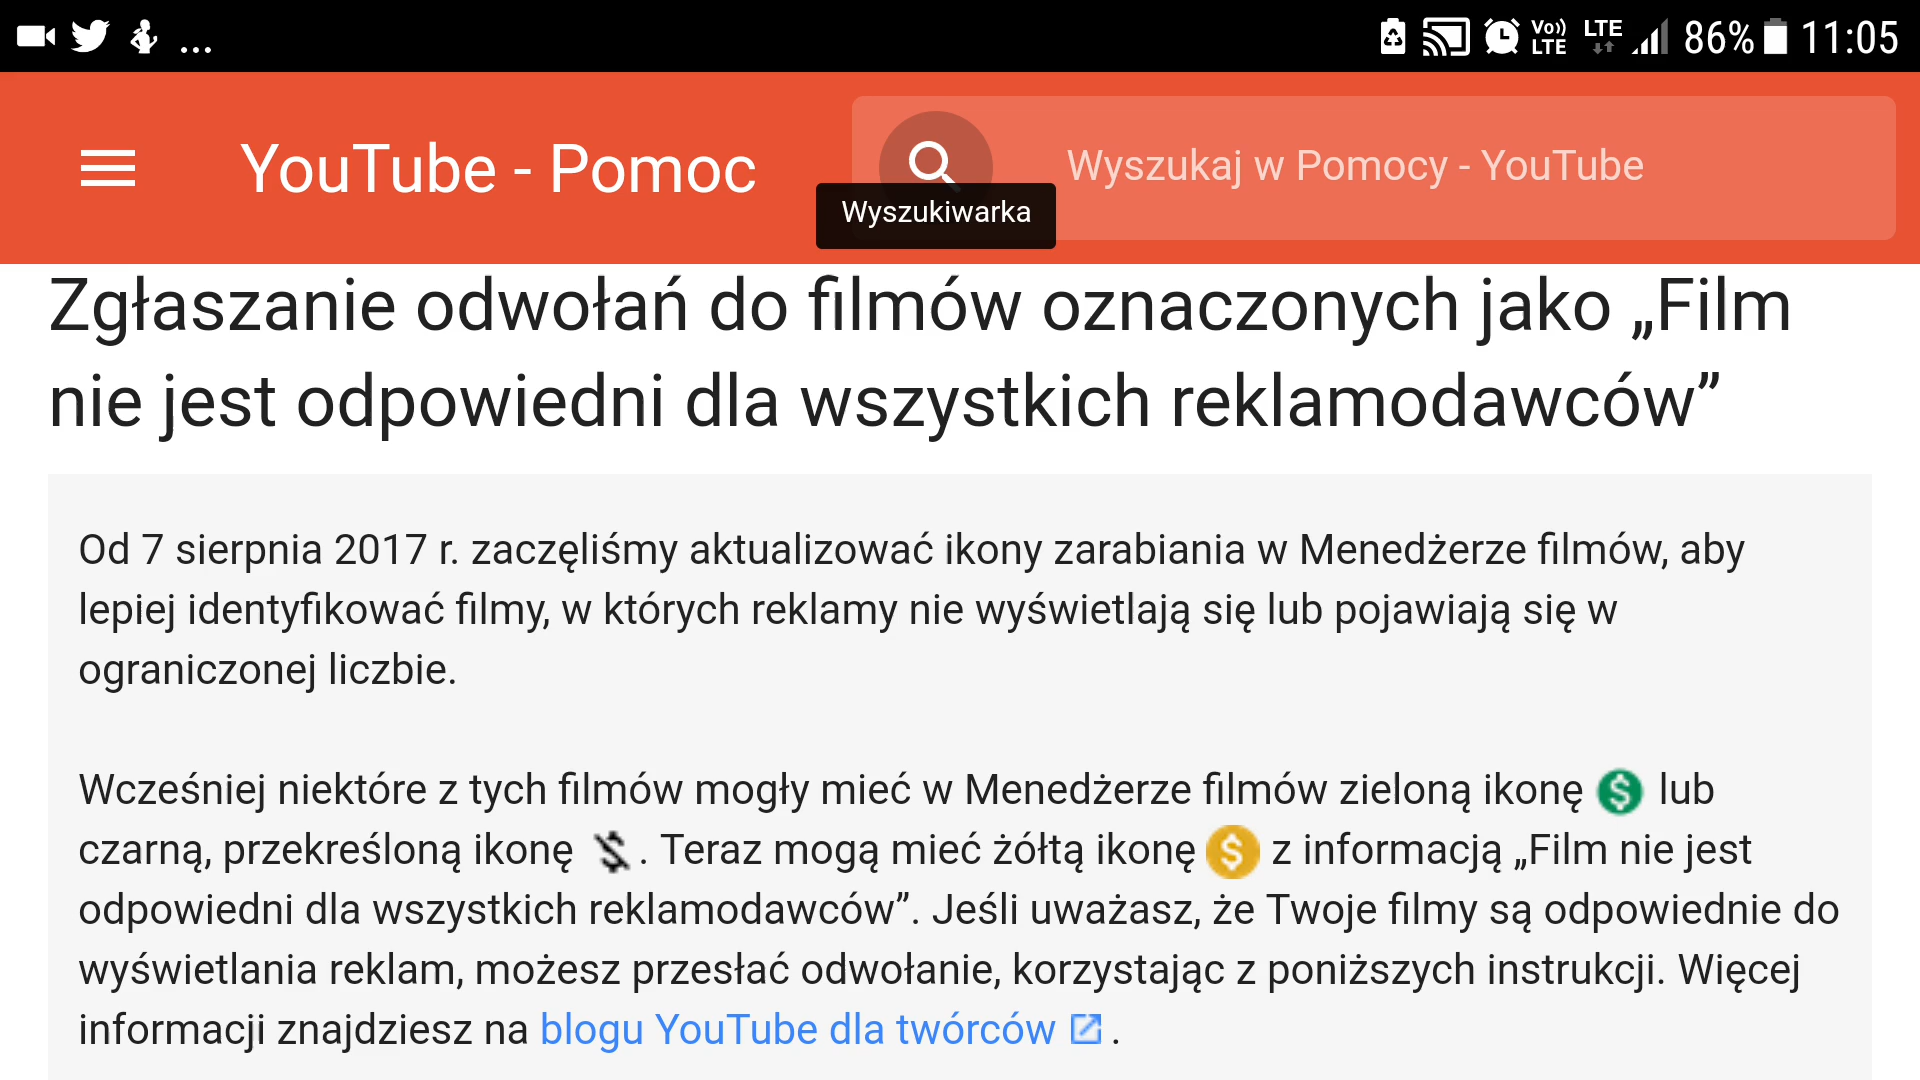 ... Vo)) LTE LTE 86% 11:05
YouTube - Pomoc
Wyszukaj w Pomocy - YouTube
Wyszukiwarka
Zgłaszanie odwołań do filmów oznaczonych jako „Film
nie jest odpowiedni dla wszystkich reklamodawców”
Od 7 sierpnia 2017 r. zaczęliśmy aktualizować ikony zarabiania w Menedżerze filmów, aby
lepiej identyfikować filmy, w których reklamy nie wyświetlają się lub pojawiają się w
ograniczonej liczbie.
Wcześniej niektóre z tych filmów mogły mieć w Menedżerze filmów zieloną ikonę $ lub
czarną, przekreśloną ikonę $. Teraz mogą mieć żółtą ikonę $ z informacją „Film nie jest
odpowiedni dla wszystkich reklamodawców”. Jeśli uważasz, że Twoje filmy są odpowiednie do
wyświetlania reklam, możesz przesłać odwołanie, korzystając z poniższych instrukcji. Więcej
informacji znajdziesz na blogu YouTube dla twórców .